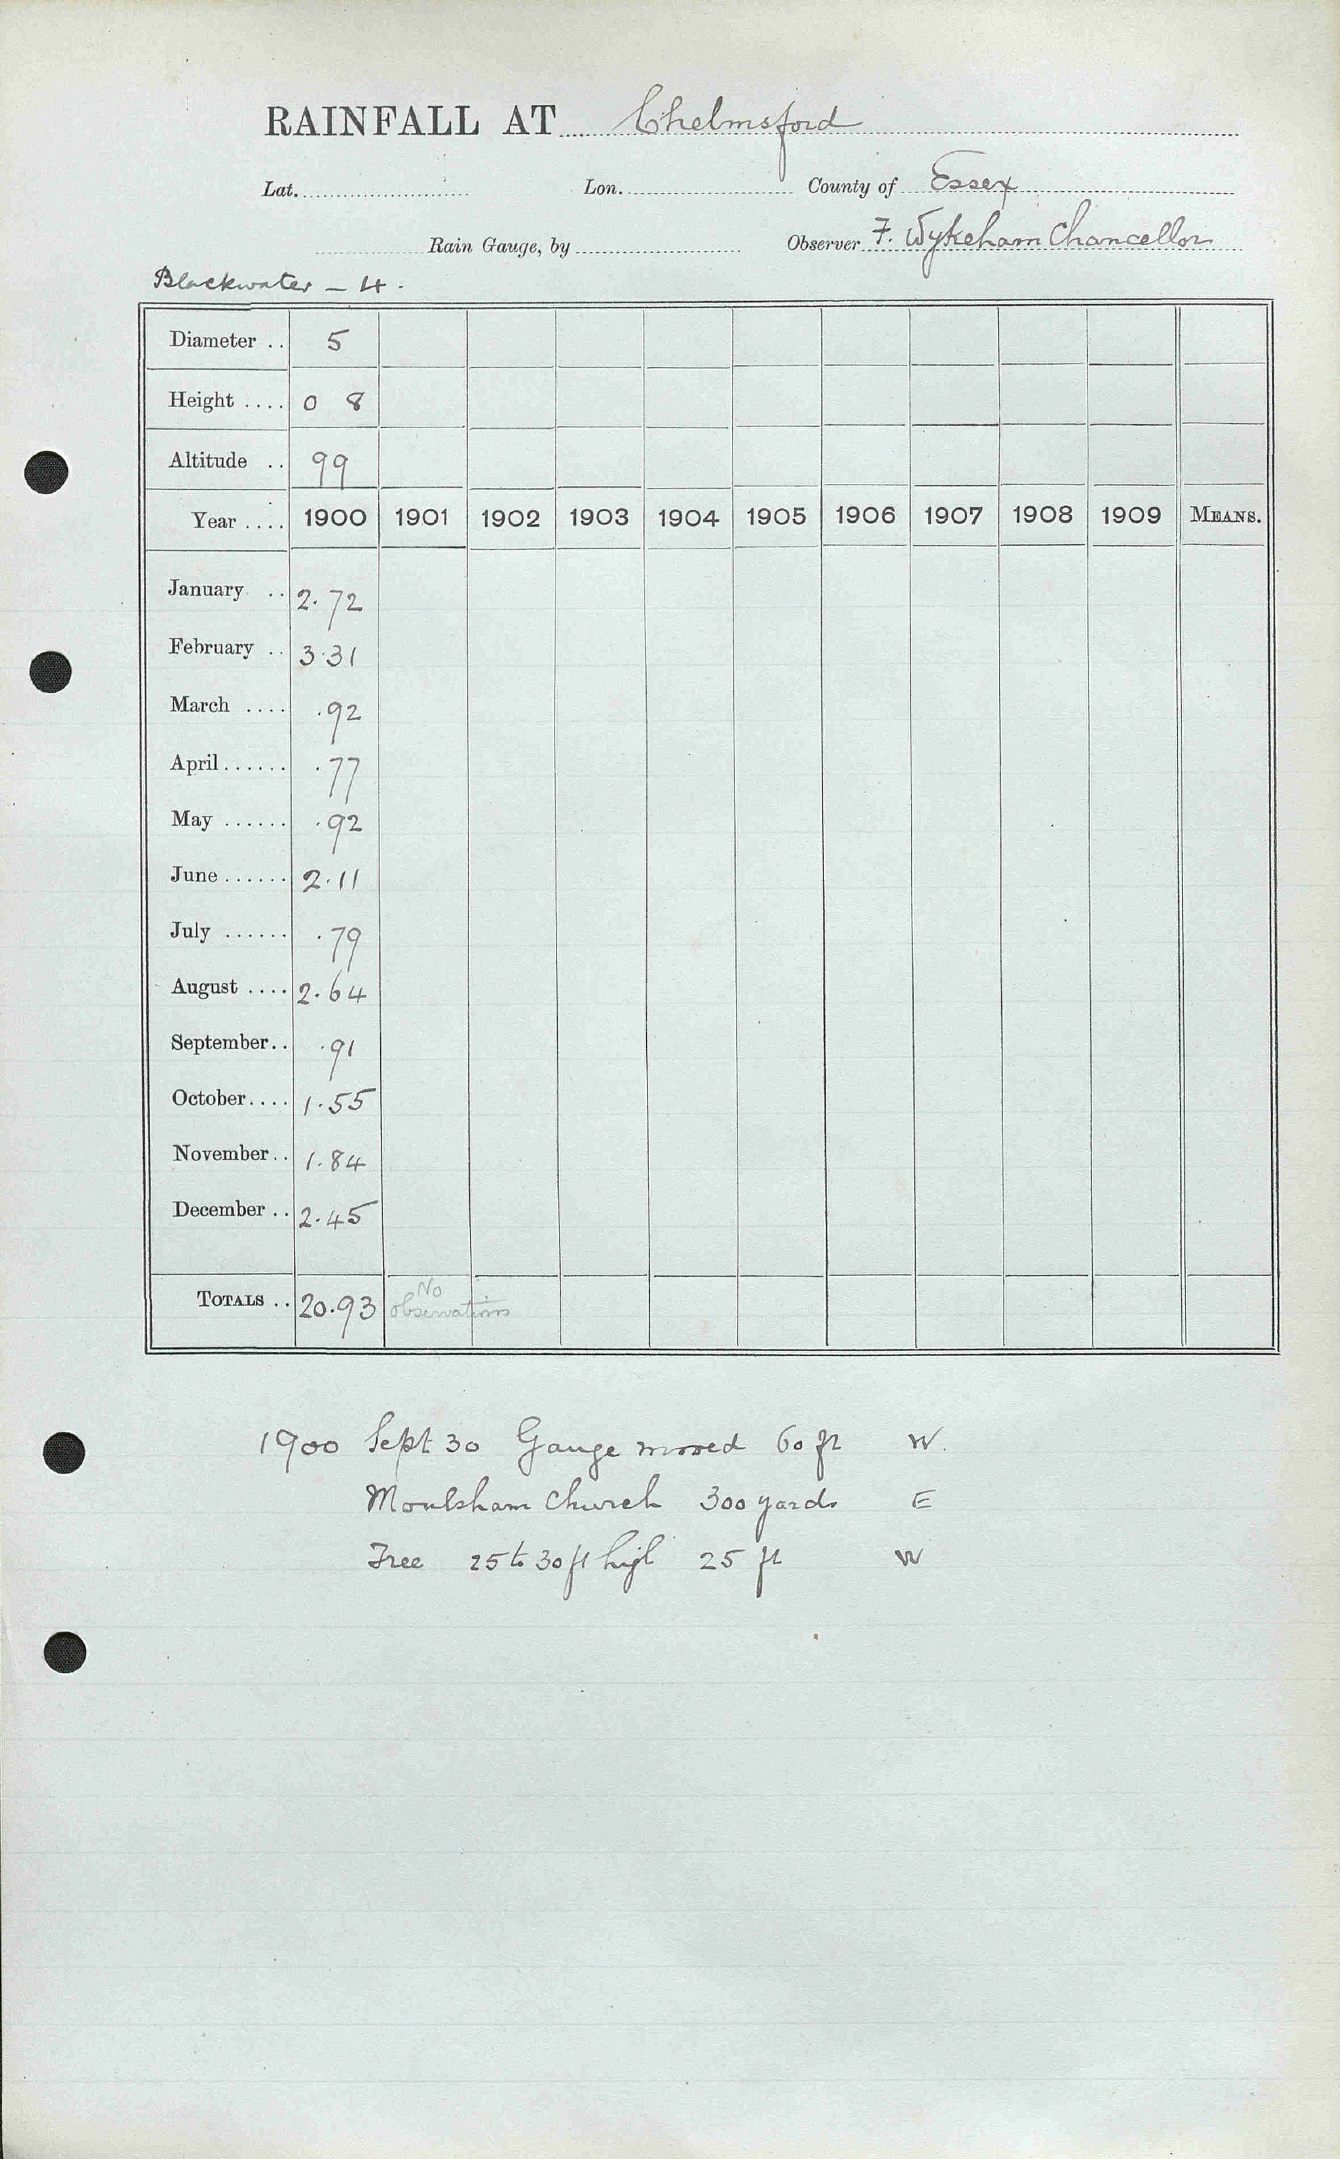 RAINFALL AT Chelmsford
Lat. Lon. County of Essex
Rain Gauge, by Observer F. Wykeham Chancellor
Blackwater - 4.
Diameter .. 5
Height .... 0 8
Altitude .. 99
Year .... 1900 1901 1902 1903 1904 1905 1906 1907 1908 1909 MEANS.
January .. 2.72
February .. 3.31
March .... .92
April ...... .77
May ...... .92
June ...... 2.11
July ...... .79
August .... 2.64
September .. .91
October .... 1.55
November .. 1.84
December .. 2.45
TOTALS .. 20.93 No observations
1900 Sept 30 Gauge moved 60 ft W.
Moulsham Church 300 yards E
Tree 25 to 30 ft high 25 ft W